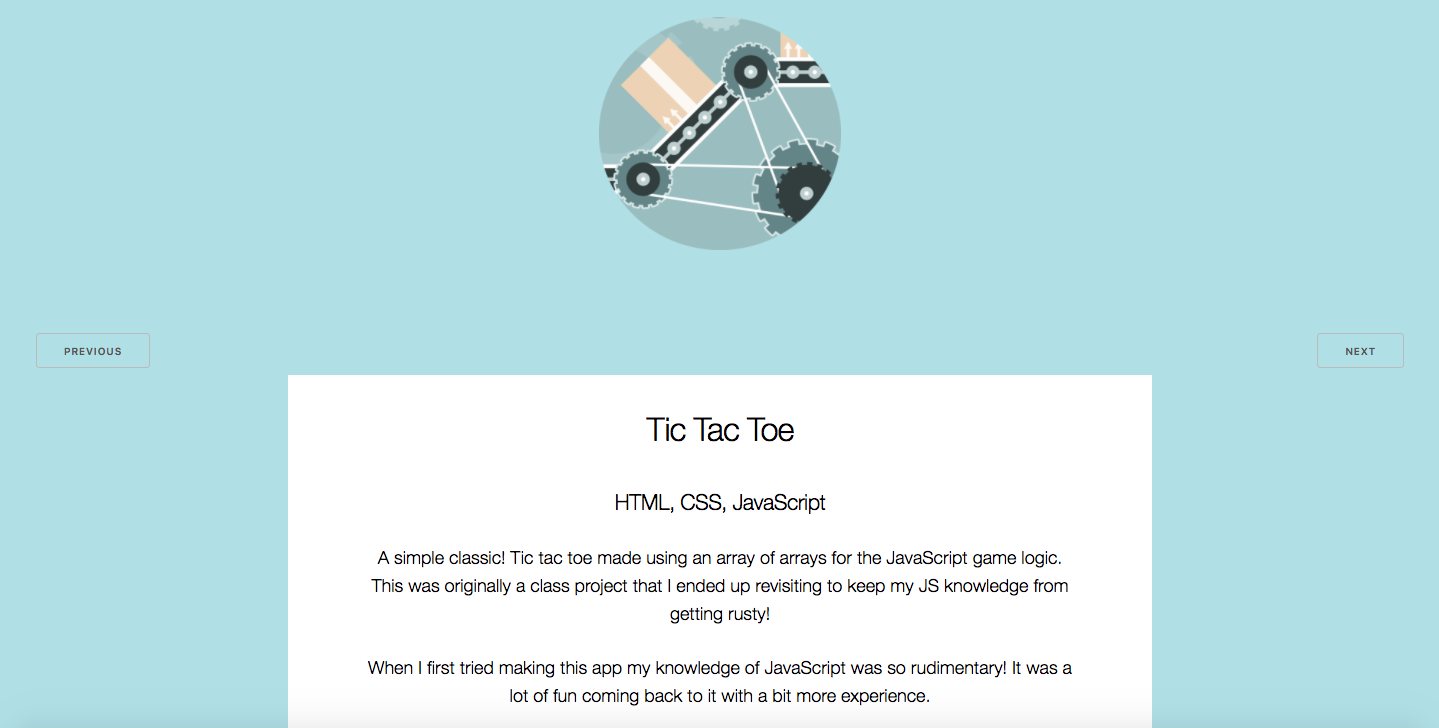 PREVIOUS
NEXT
Tic Tac Toe
HTML, CSS, JavaScript
A simple classic! Tic tac toe made using an array of arrays for the JavaScript game logic.
This was originally a class project that I ended up revisiting to keep my JS knowledge from
getting rusty!
When I first tried making this app my knowledge of JavaScript was so rudimentary! It was a
lot of fun coming back to it with a bit more experience.